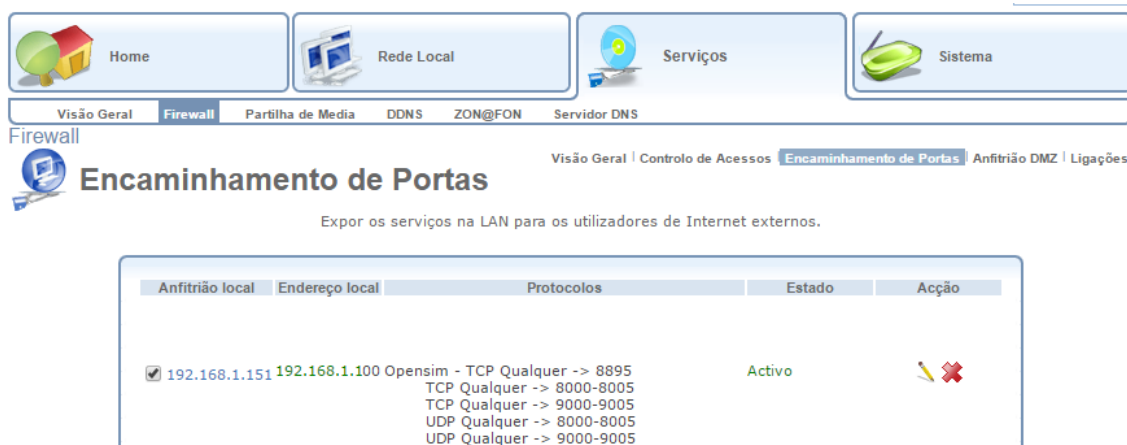 Home
Rede Local
Serviços
Sistema
Visão Geral Firewall Partilha de Media DDNS ZON@FON Servidor DNS
Firewall
Visão Geral | Controlo de Acessos | Encaminhamento de Portas | Anfitrião DMZ | Ligações
Encaminhamento de Portas
Expor os serviços na LAN para os utilizadores de Internet externos.
Anfitrião local Endereço local Protocolos Estado Acção
192.168.1.151 192.168.1.100 Opensim - TCP Qualquer -> 8895 Activo
TCP Qualquer -> 8000-8005
TCP Qualquer -> 9000-9005
UDP Qualquer -> 8000-8005
UDP Qualquer -> 9000-9005